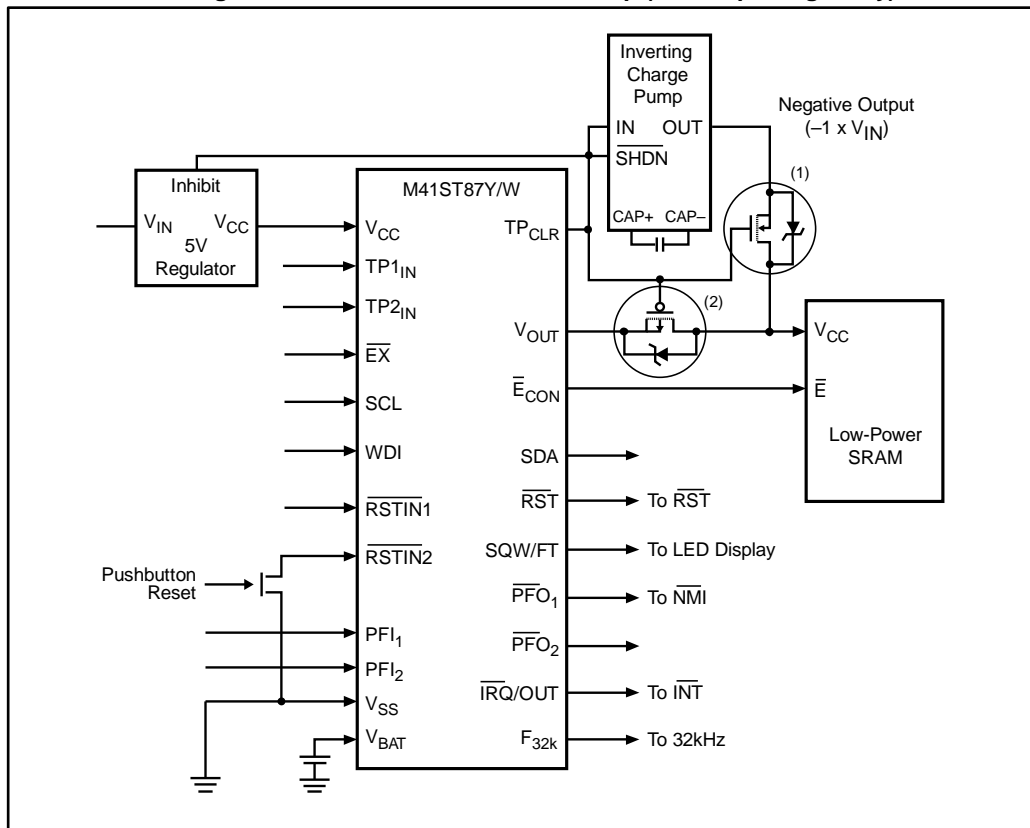 Inverting
Charge
Pump
IN OUT
SHDN
CAP+ CAP–
Negative Output
(–1 x VIN)
(1)
Inhibit
VIN VCC
5V
Regulator
M41ST87Y/W
VCC
TPCLR
TP1IN
TP2IN
(2)
VOUT
VCC
EX
ECON
E
SCL
Low-Power
SRAM
WDI
SDA
RSTIN1
RST
To RST
RSTIN2
SQW/FT
To LED Display
Pushbutton
Reset
PFO1
To NMI
PFI1
PFO2
PFI2
IRQ/OUT
To INT
VSS
VBAT
F32k
To 32kHz